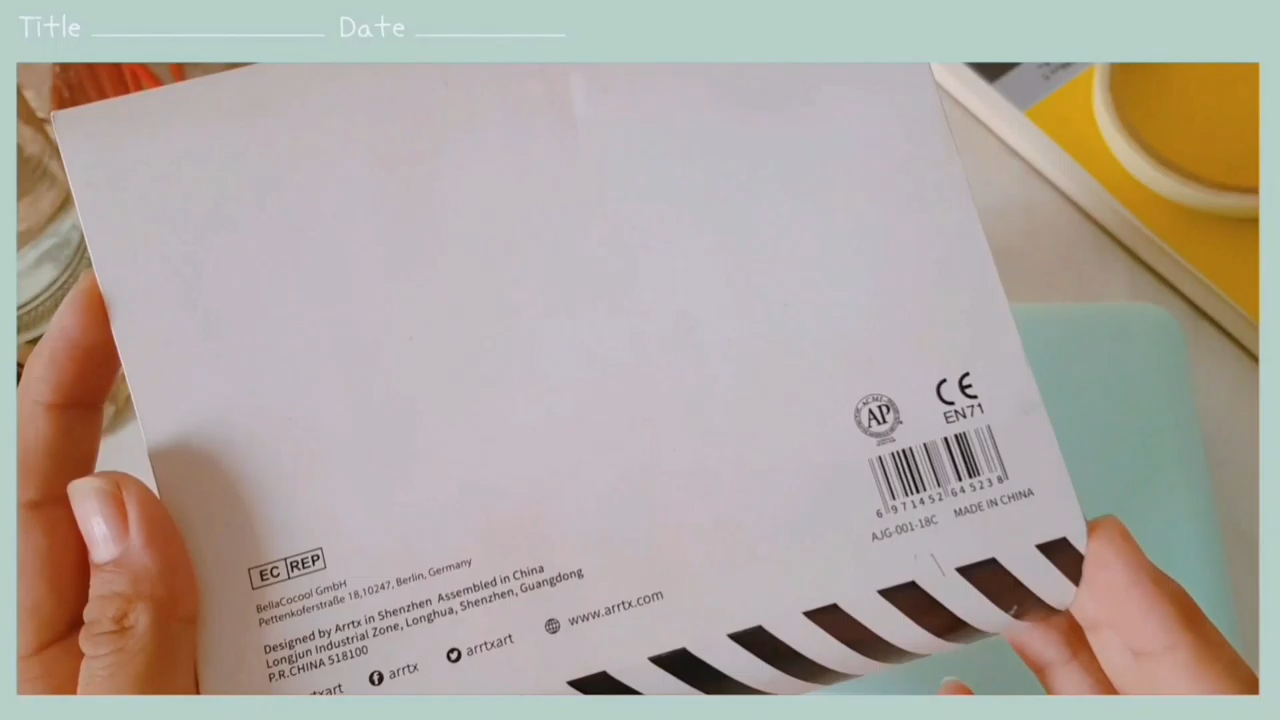 Title Date
AP
CE
EN71
6 971452 645238
AJG-001-18C MADE IN CHINA
EC REP
BellaCocool GmbH
Pettenkoferstraße 18,10247, Berlin, Germany
Designed by Arrtx in Shenzhen Assembled in China
Longjun Industrial Zone, Longhua, Shenzhen, Guangdong
P.R.CHINA 518100
arrtx arrtxart www.arrtx.com